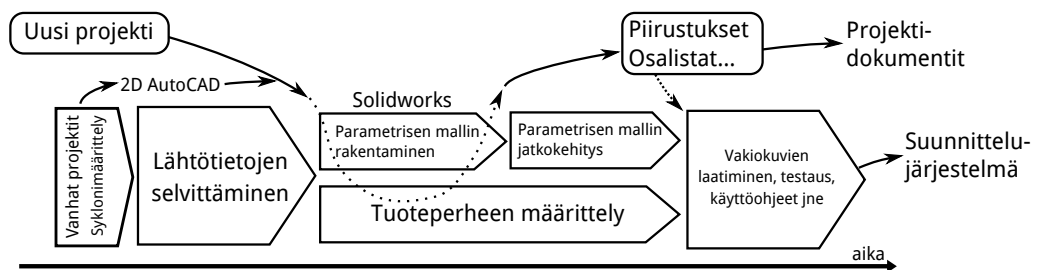 Uusi projekti
Piirustukset
Osalistat...
Projekti-
dokumentit
2D AutoCAD
Solidworks
Vanhat projektit
Syklonimäärittely
Lähtötietojen
selvittäminen
Parametrisen mallin
rakentaminen
Parametrisen mallin
jatkokehitys
Tuoteperheen määrittely
Vakiokuvien
laatiminen, testaus,
käyttöohjeet jne
Suunnittelu-
järjestelmä
aika